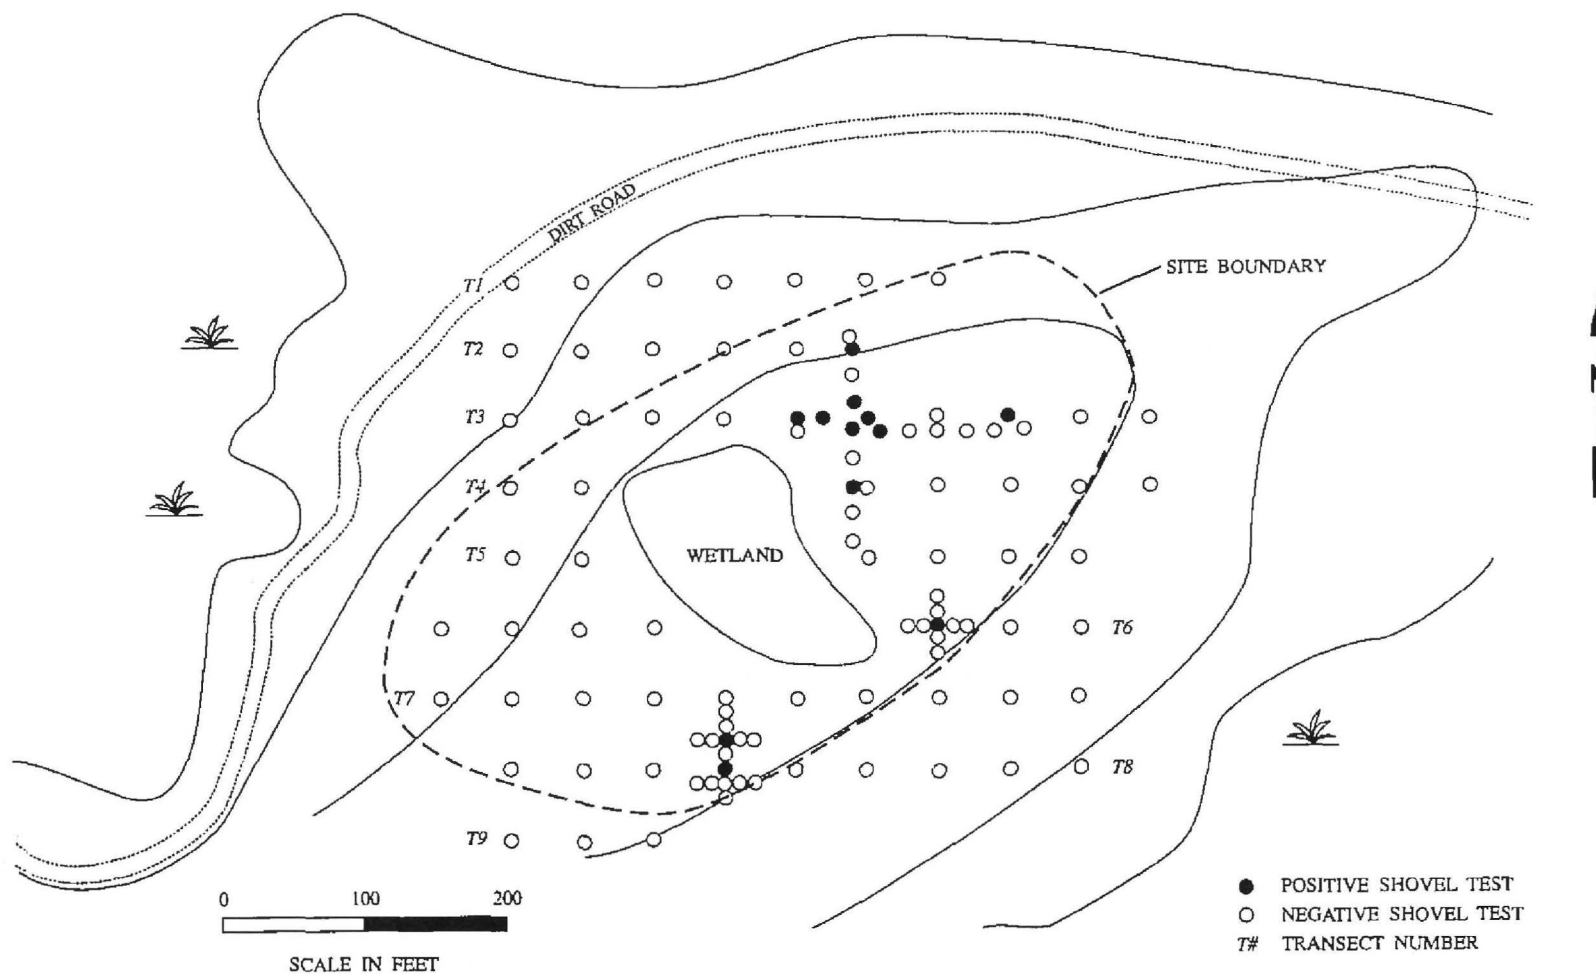 DIRT ROAD
SITE BOUNDARY
T1
T2
T3
T4
T5
WETLAND
T6
T7
T8
T9
0 100 200
SCALE IN FEET
POSITIVE SHOVEL TEST
NEGATIVE SHOVEL TEST
T# TRANSECT NUMBER